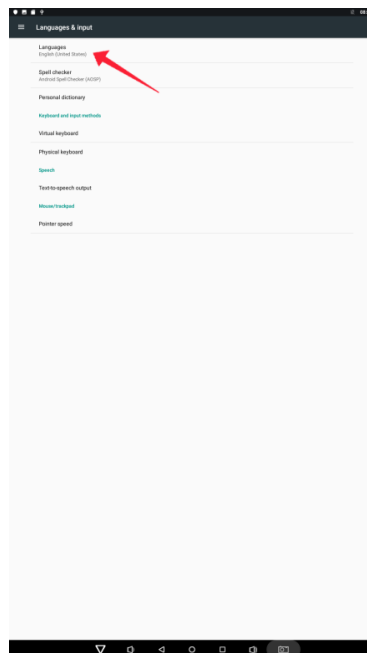 Languages & input
Languages
English (United States)
Spell checker
Android Spell Checker (AOSP)
Personal dictionary
Keyboard and input methods
Virtual keyboard
Physical keyboard
Speech
Text-to-speech output
Mouse/trackpad
Pointer speed